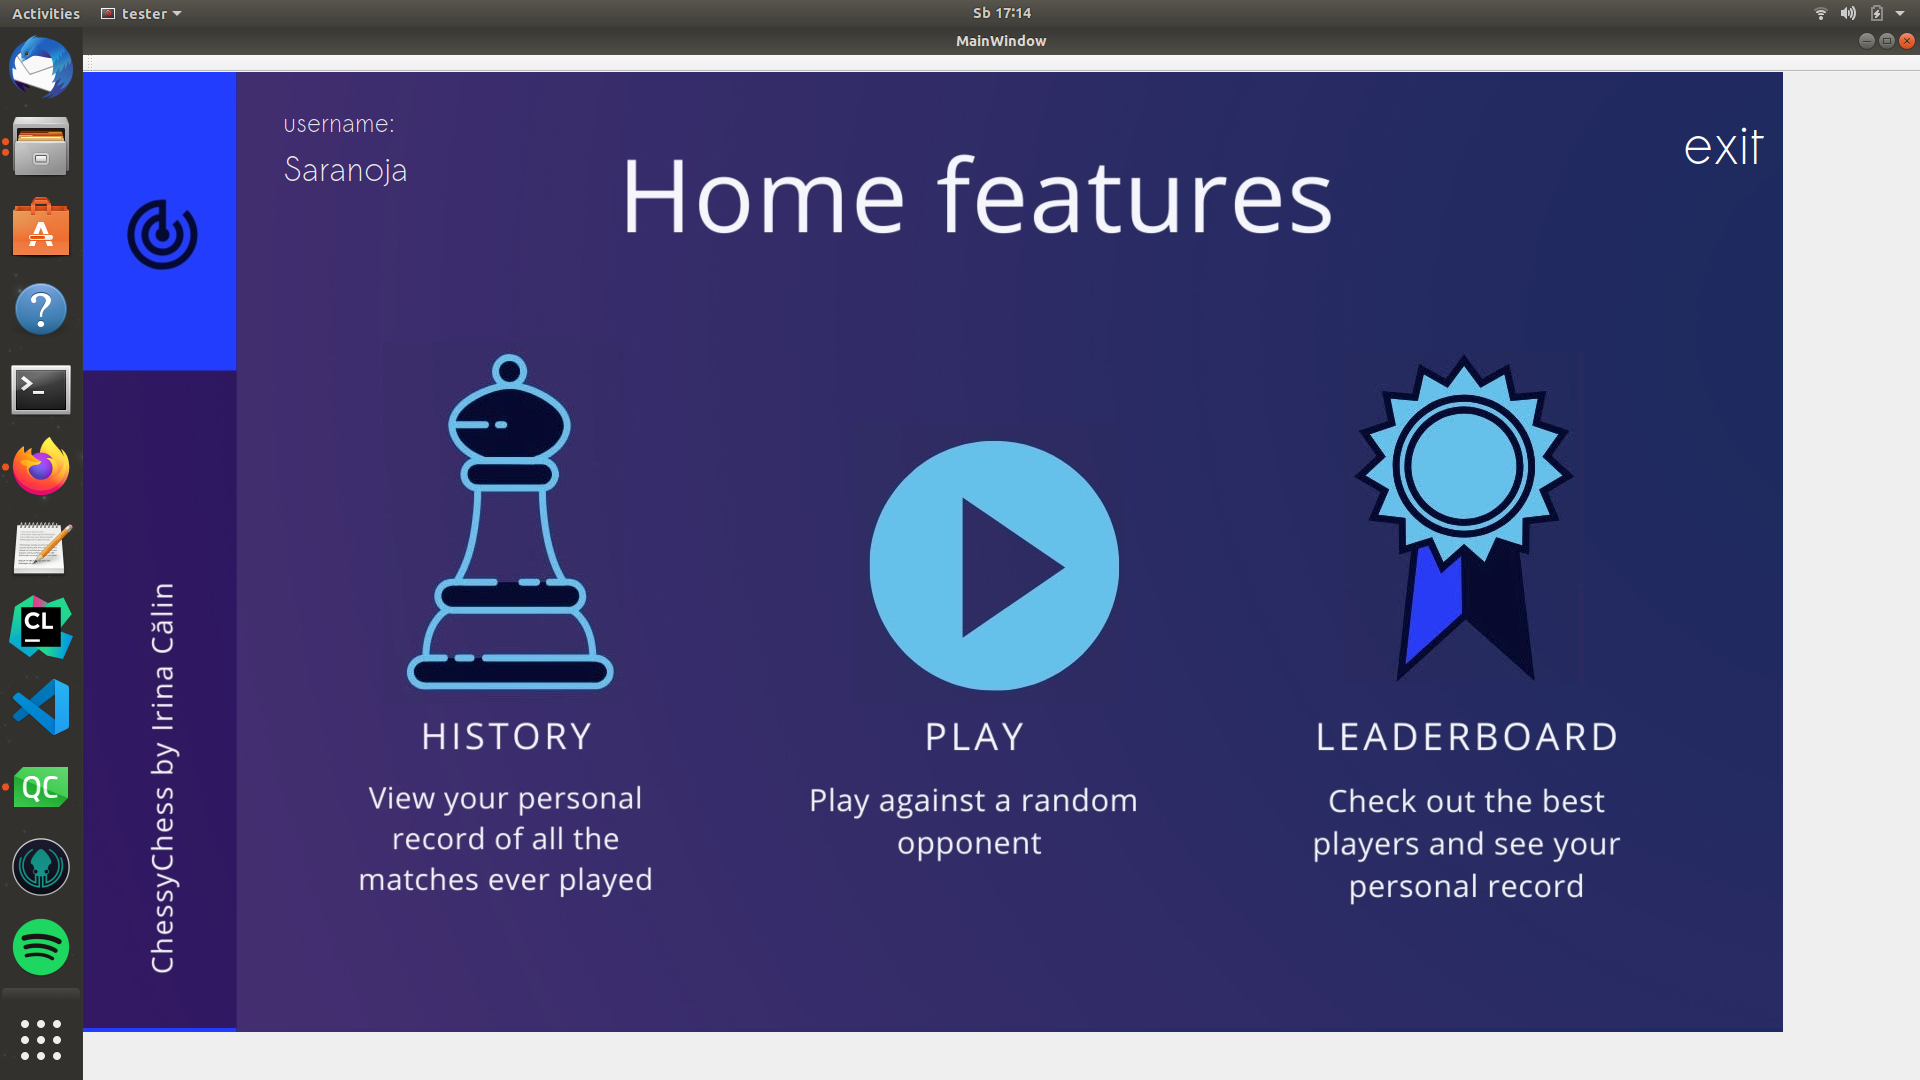 Activities
tester
Sb 17:14
MainWindow
username:
Saranoja
Home features
exit
A
?
>_
CL
QC
ChessyChess by Irina Călin
HISTORY
View your personal
record of all the
matches ever played
PLAY
Play against a random
opponent
LEADERBOARD
Check out the best
players and see your
personal record